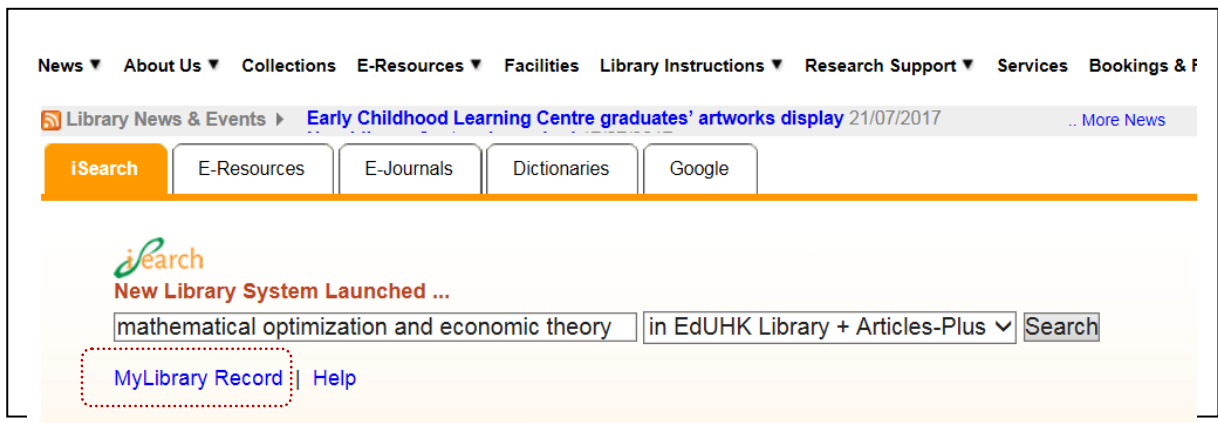 News ▼ About Us ▼ Collections E-Resources ▼ Facilities Library Instructions ▼ Research Support ▼ Services Bookings & F
Library News & Events ▶ Early Childhood Learning Centre graduates' artworks display 21/07/2017 .. More News
iSearch E-Resources E-Journals Dictionaries Google
iSearch
New Library System Launched ...
mathematical optimization and economic theory in EdUHK Library + Articles-Plus Search
MyLibrary Record | Help